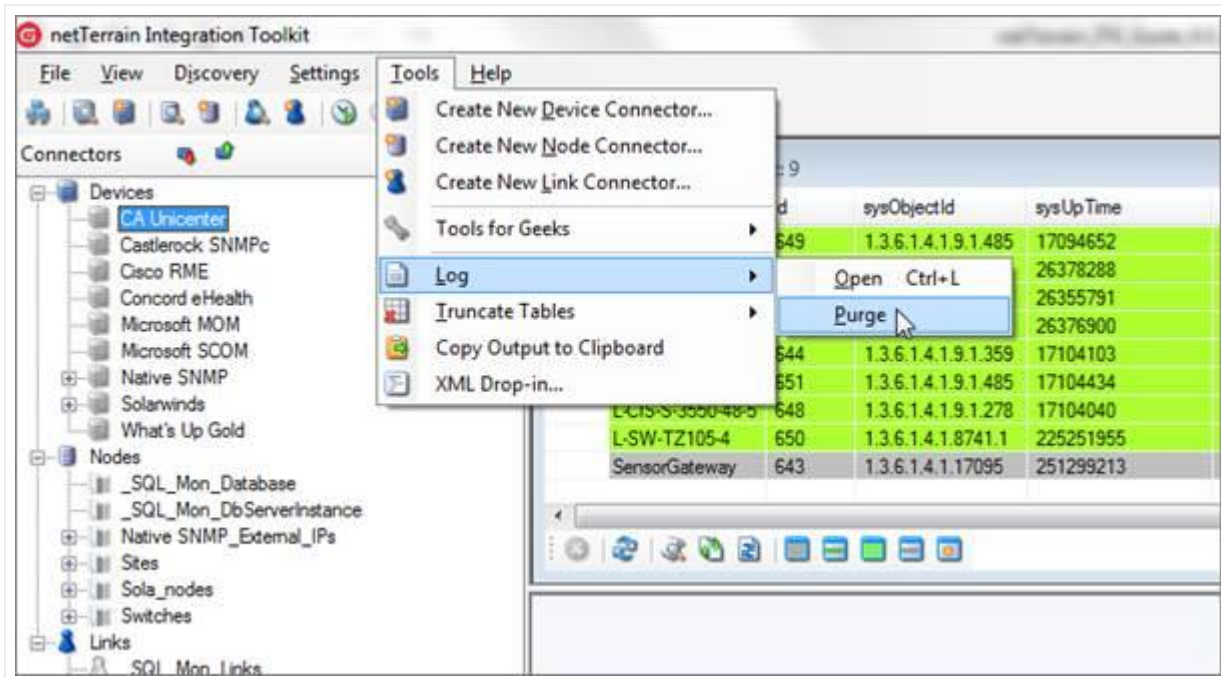 netTerrain Integration Toolkit
File View Discovery Settings Tools Help
Connectors
Devices
CA Unicenter
Castlerock SNMPc
Cisco RME
Concord eHealth
Microsoft MOM
Microsoft SCOM
Native SNMP
Solarwinds
What's Up Gold
Nodes
_SQL_Mon_Database
_SQL_Mon_DbServerInstance
Native SNMP_External_IPs
Sites
Sola_nodes
Switches
Links
_SQL_Mon_Links
Create New Device Connector...
Create New Node Connector...
Create New Link Connector...
Tools for Geeks
Log
Truncate Tables
Copy Output to Clipboard
XML Drop-in...
Open Ctrl+L
Purge
: 9
d sysObjectId sysUpTime
649 1.3.6.1.4.1.9.1.485 17094652
26378288
26355791
26376900
644 1.3.6.1.4.1.9.1.359 17104103
651 1.3.6.1.4.1.9.1.485 17104434
L-CIS-S-3550-48-5 648 1.3.6.1.4.1.9.1.278 17104040
L-SW-TZ105-4 650 1.3.6.1.4.1.8741.1 225251955
SensorGateway 643 1.3.6.1.4.1.17095 251299213